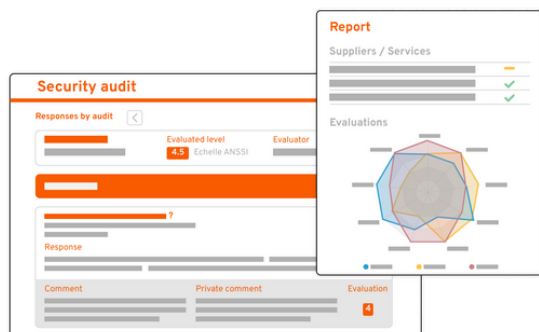 Security audit
Responses by audit
Evaluated level
Evaluator
4.5 Echelle ANSSI
?
Response
Comment
Private comment
Evaluation
4
Report
Suppliers / Services
Evaluations